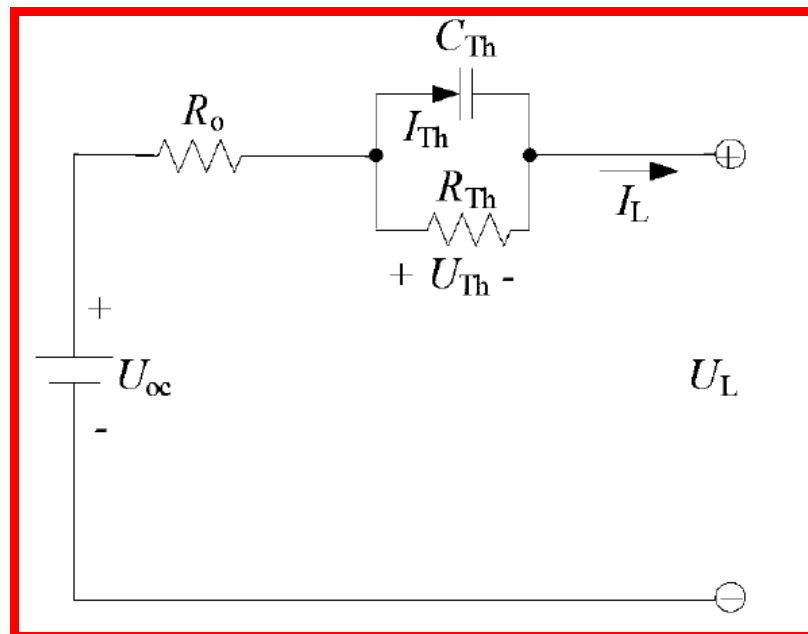 C_Th
R_o
I_Th
R_Th
I_L
+ U_Th -
+
U_oc
-
U_L
+
−